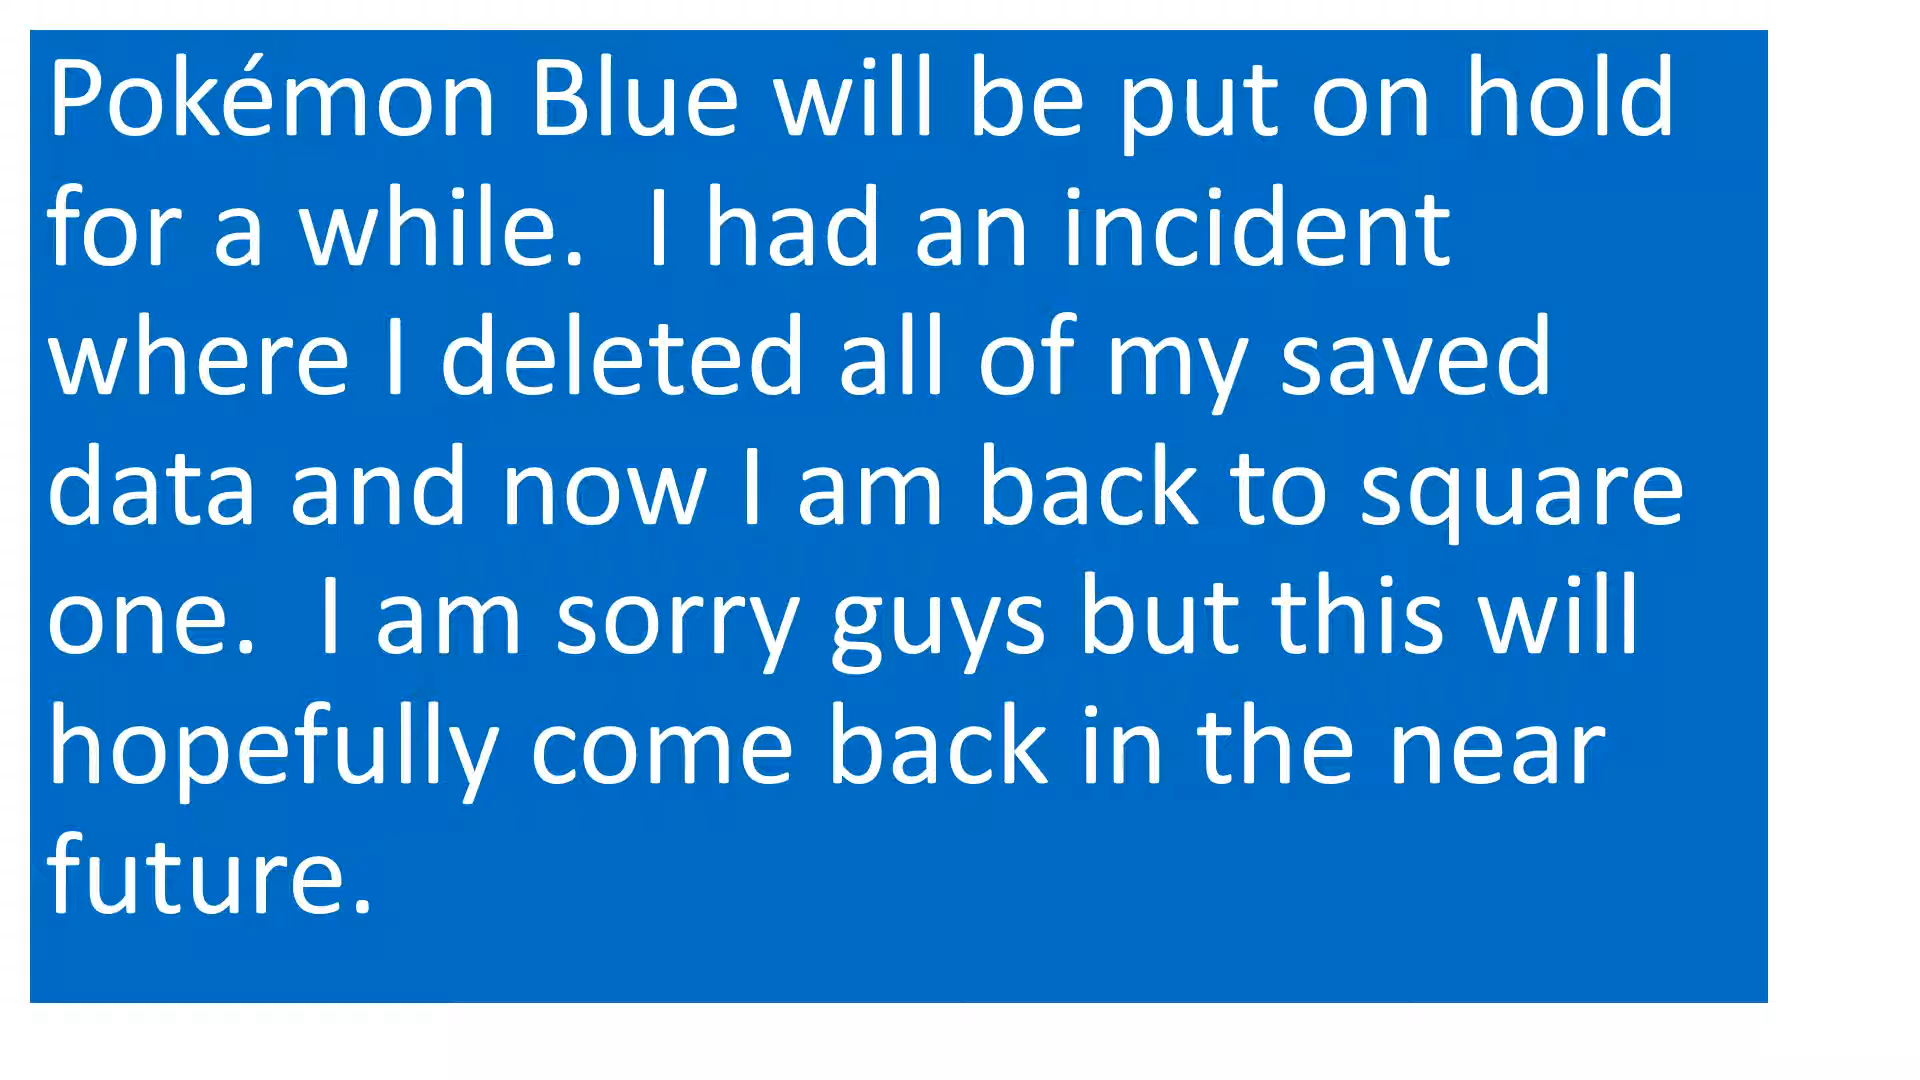 Pokémon Blue will be put on hold
for a while.  I had an incident
where I deleted all of my saved
data and now I am back to square
one.  I am sorry guys but this will
hopefully come back in the near
future.